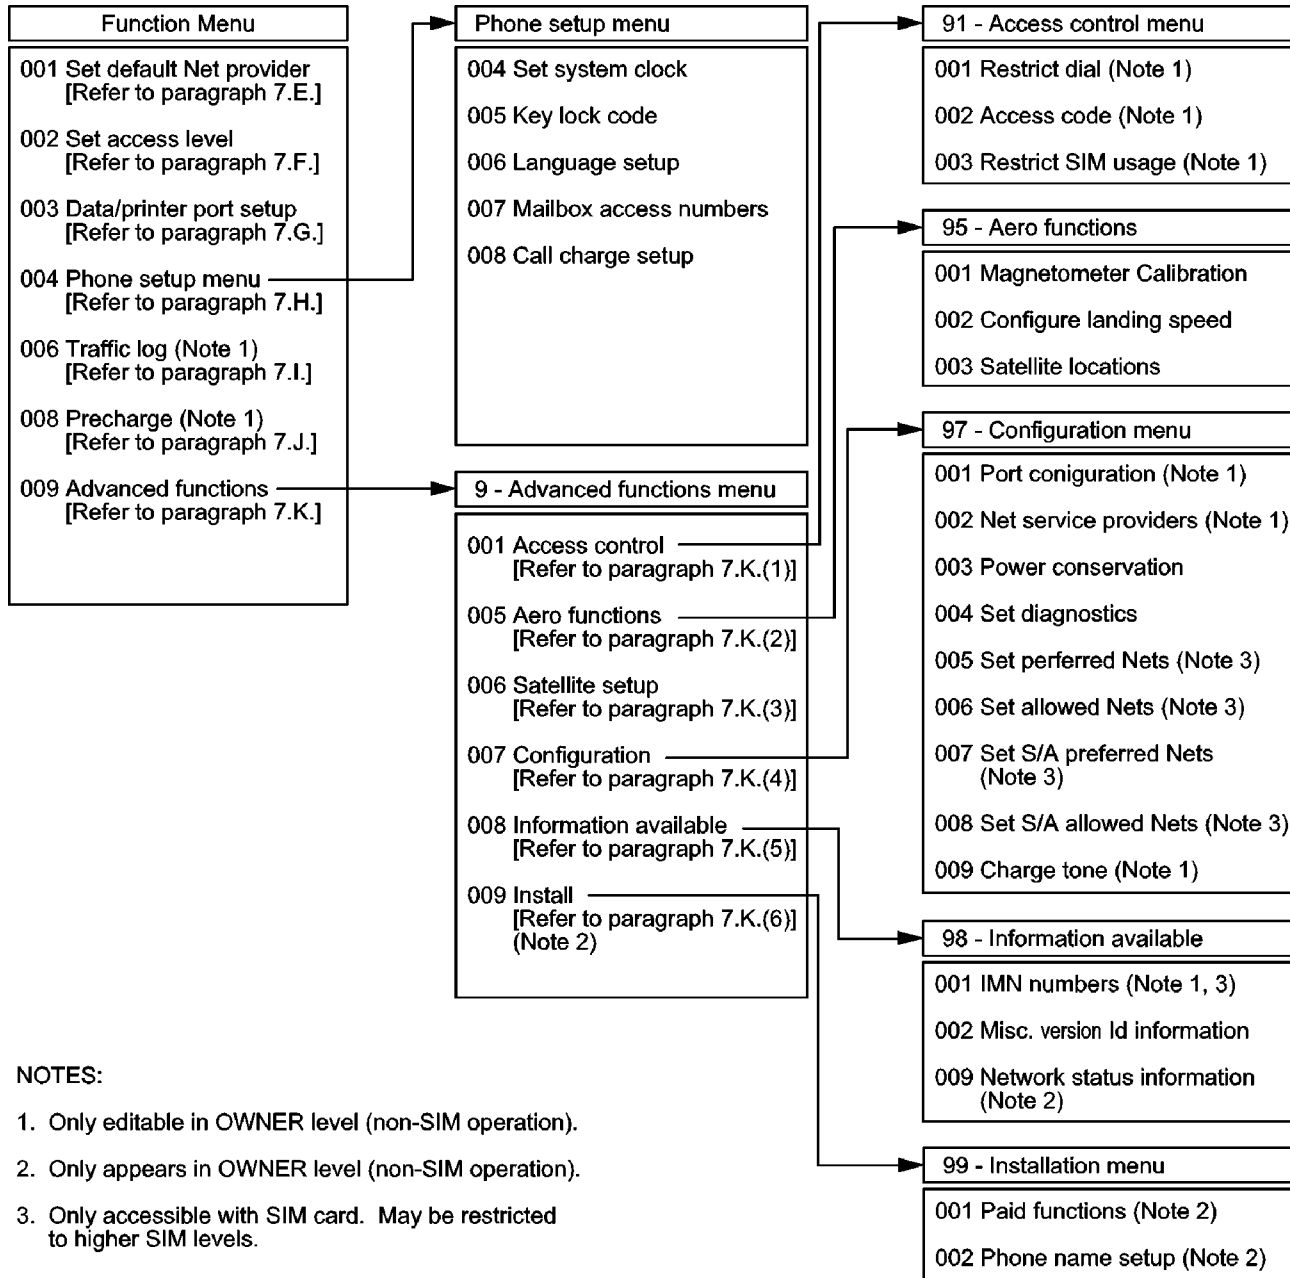 Function Menu
001 Set default Net provider
[Refer to paragraph 7.E.]
002 Set access level
[Refer to paragraph 7.F.]
003 Data/printer port setup
[Refer to paragraph 7.G.]
004 Phone setup menu
[Refer to paragraph 7.H.]
006 Traffic log (Note 1)
[Refer to paragraph 7.I.]
008 Precharge (Note 1)
[Refer to paragraph 7.J.]
009 Advanced functions
[Refer to paragraph 7.K.]
Phone setup menu
004 Set system clock
005 Key lock code
006 Language setup
007 Mailbox access numbers
008 Call charge setup
9 - Advanced functions menu
001 Access control
[Refer to paragraph 7.K.(1)]
005 Aero functions
[Refer to paragraph 7.K.(2)]
006 Satellite setup
[Refer to paragraph 7.K.(3)]
007 Configuration
[Refer to paragraph 7.K.(4)]
008 Information available
[Refer to paragraph 7.K.(5)]
009 Install
[Refer to paragraph 7.K.(6)]
(Note 2)
91 - Access control menu
001 Restrict dial (Note 1)
002 Access code (Note 1)
003 Restrict SIM usage (Note 1)
95 - Aero functions
001 Magnetometer Calibration
002 Configure landing speed
003 Satellite locations
97 - Configuration menu
001 Port coniguration (Note 1)
002 Net service providers (Note 1)
003 Power conservation
004 Set diagnostics
005 Set perferred Nets (Note 3)
006 Set allowed Nets (Note 3)
007 Set S/A preferred Nets
(Note 3)
008 Set S/A allowed Nets (Note 3)
009 Charge tone (Note 1)
98 - Information available
001 IMN numbers (Note 1, 3)
002 Misc. version Id information
009 Network status information
(Note 2)
99 - Installation menu
001 Paid functions (Note 2)
002 Phone name setup (Note 2)
NOTES:
1. Only editable in OWNER level (non-SIM operation).
2. Only appears in OWNER level (non-SIM operation).
3. Only accessible with SIM card. May be restricted
to higher SIM levels.